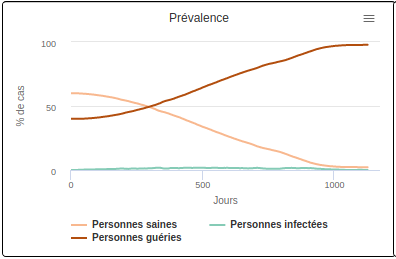 Prévalence
100
50
0
% de cas
0 500 1000
Jours
Personnes saines Personnes infectées
Personnes guéries